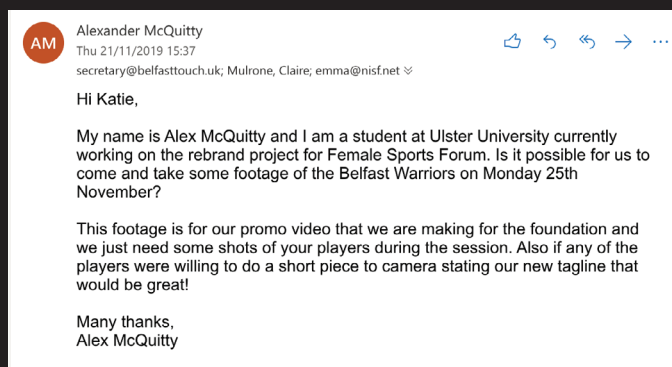 AM
Alexander McQuitty
Thu 21/11/2019 15:37
secretary@belfasttouch.uk; Mulrone, Claire; emma@nisf.net
Hi Katie,
My name is Alex McQuitty and I am a student at Ulster University currently
working on the rebrand project for Female Sports Forum. Is it possible for us to
come and take some footage of the Belfast Warriors on Monday 25th
November?
This footage is for our promo video that we are making for the foundation and
we just need some shots of your players during the session. Also if any of the
players were willing to do a short piece to camera stating our new tagline that
would be great!
Many thanks,
Alex McQuitty